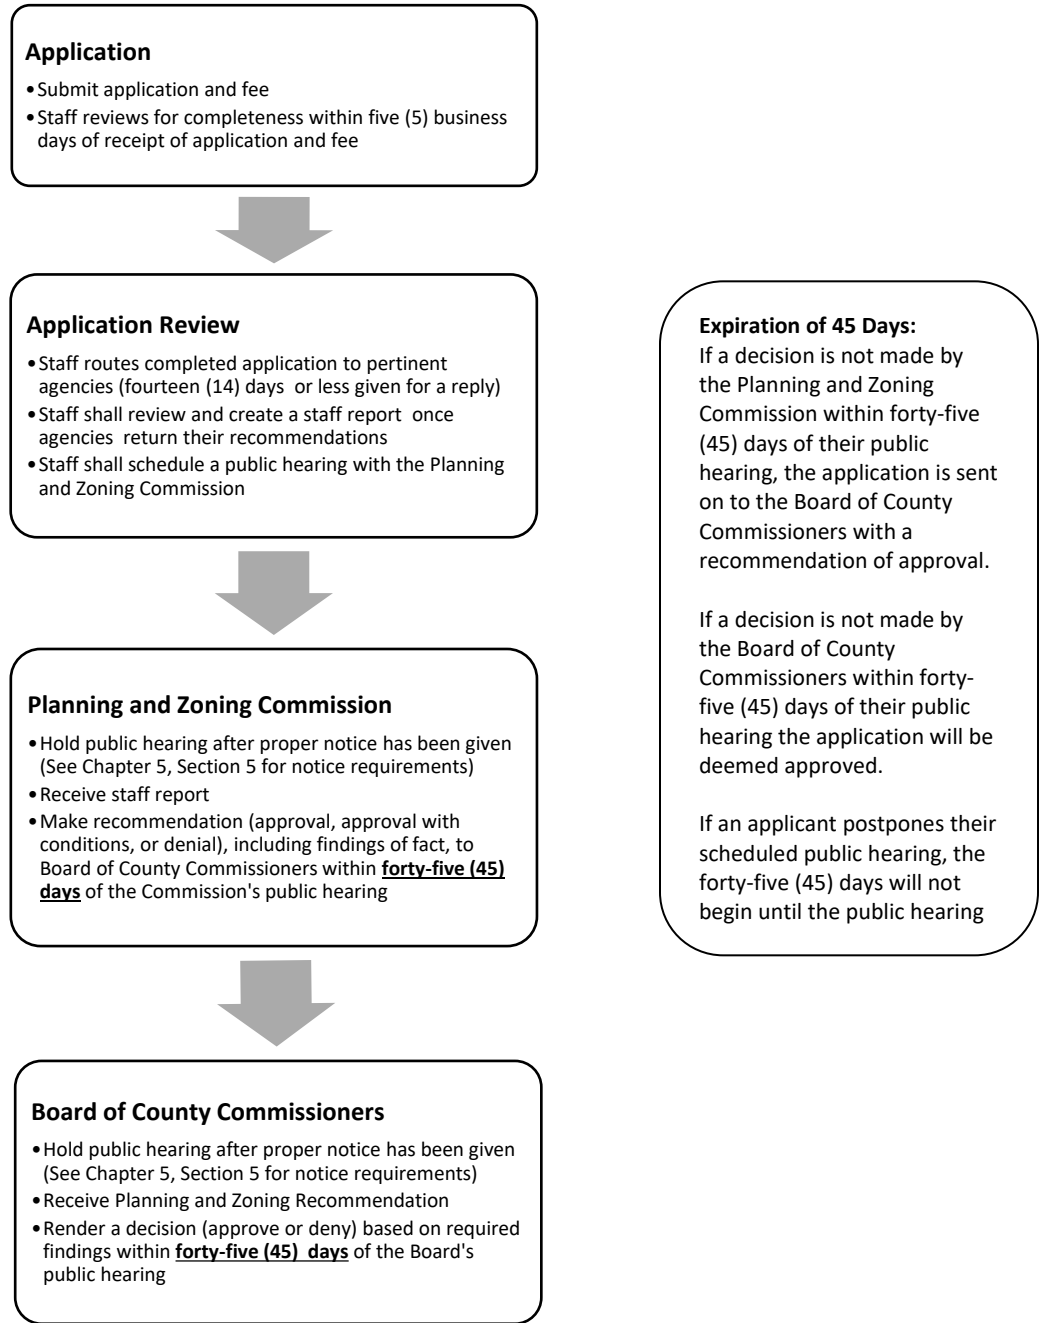 Application
•Submit application and fee
•Staff reviews for completeness within five (5) business
days of receipt of application and fee
Application Review
•Staff routes completed application to pertinent
agencies (fourteen (14) days or less given for a reply)
•Staff shall review and create a staff report once
agencies return their recommendations
•Staff shall schedule a public hearing with the Planning
and Zoning Commission
Planning and Zoning Commission
•Hold public hearing after proper notice has been given
(See Chapter 5, Section 5 for notice requirements)
•Receive staff report
•Make recommendation (approval, approval with
conditions, or denial), including findings of fact, to
Board of County Commissioners within forty-five (45)
days of the Commission's public hearing
Board of County Commissioners
•Hold public hearing after proper notice has been given
(See Chapter 5, Section 5 for notice requirements)
•Receive Planning and Zoning Recommendation
•Render a decision (approve or deny) based on required
findings within forty-five (45) days of the Board's
public hearing
Expiration of 45 Days:
If a decision is not made by
the Planning and Zoning
Commission within forty-five
(45) days of their public
hearing, the application is sent
on to the Board of County
Commissioners with a
recommendation of approval.
If a decision is not made by
the Board of County
Commissioners within forty-
five (45) days of their public
hearing the application will be
deemed approved.
If an applicant postpones their
scheduled public hearing, the
forty-five (45) days will not
begin until the public hearing